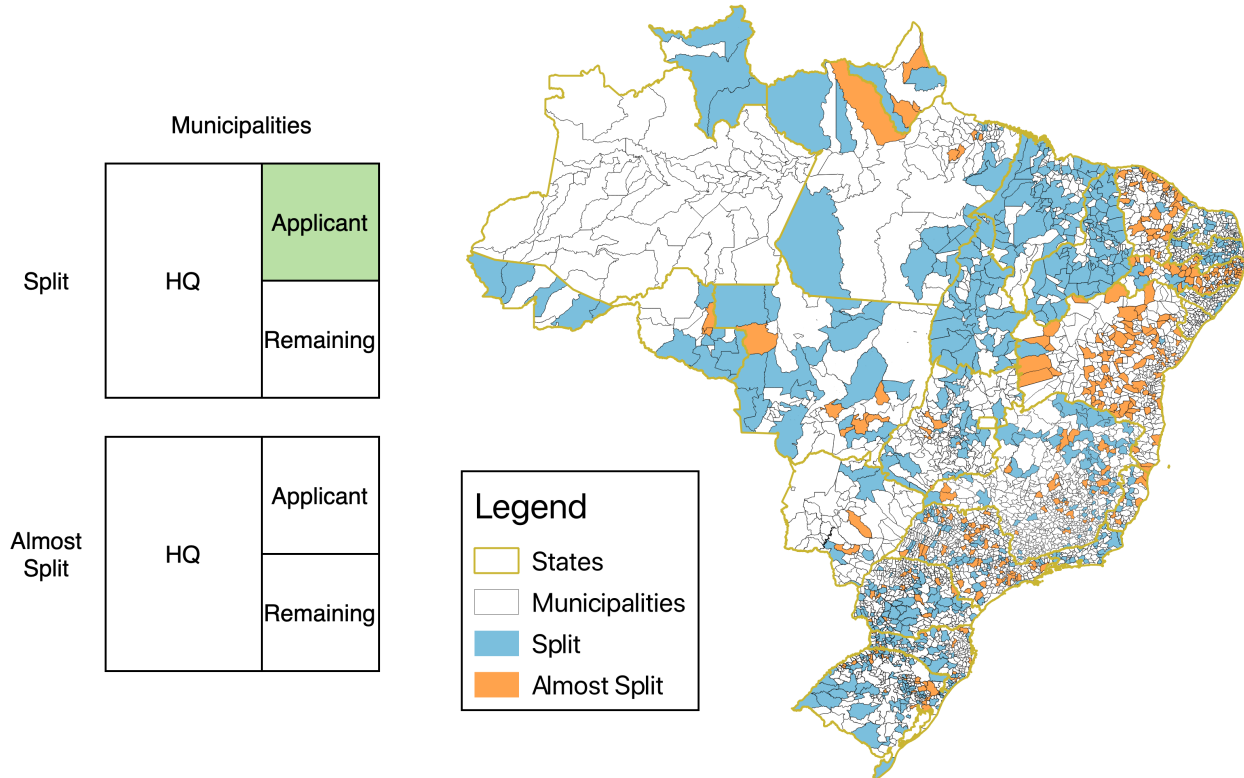 Municipalities
Split
HQ
Applicant
Remaining
Almost
Split
HQ
Applicant
Remaining
Legend
States
Municipalities
Split
Almost Split